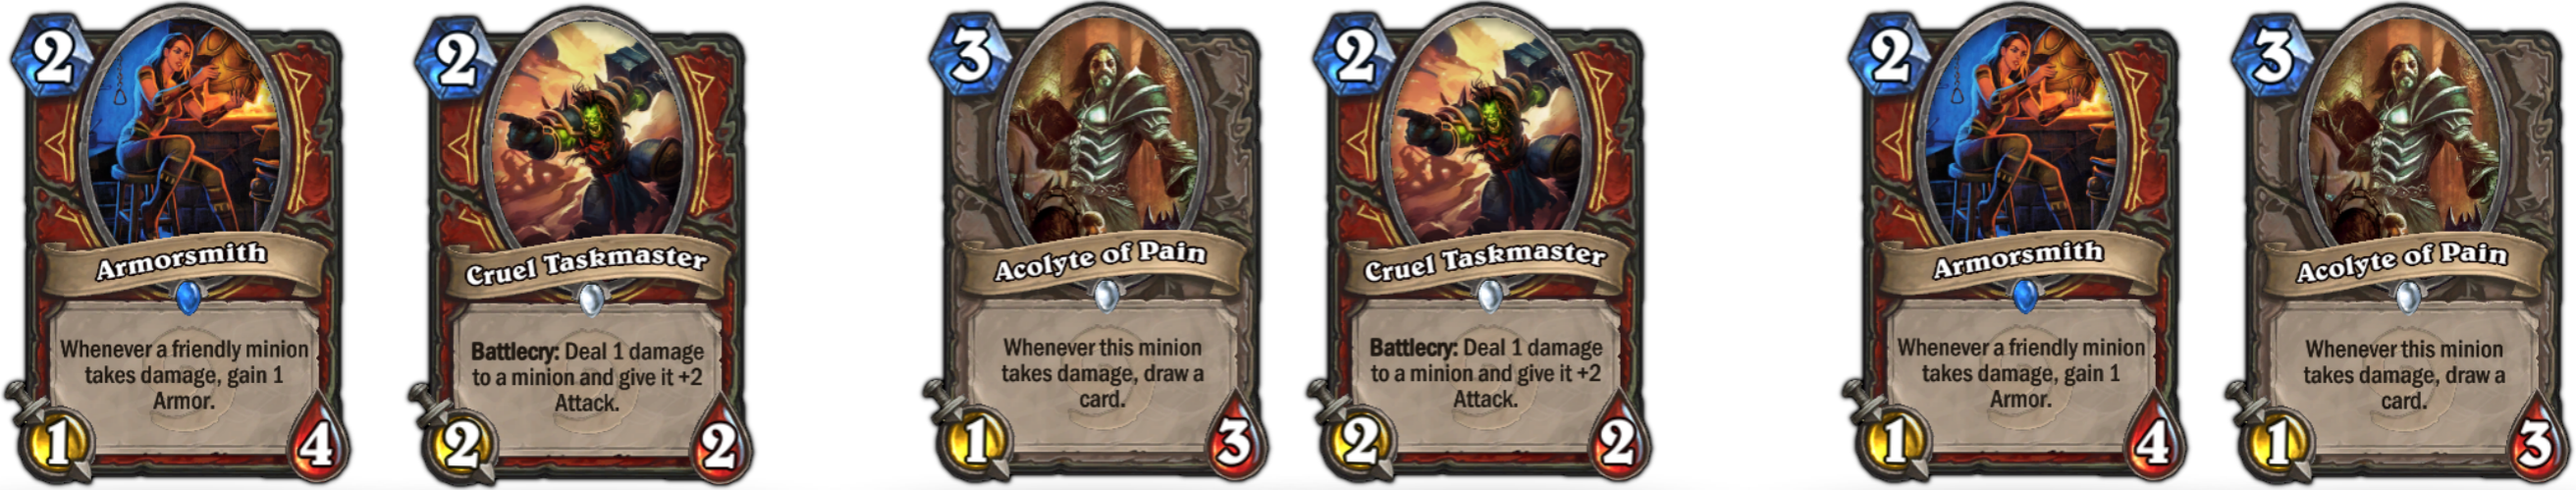 2
Armorsmith
Whenever a friendly minion
takes damage, gain 1
Armor.
1
4
2
Cruel Taskmaster
Battlecry: Deal 1 damage
to a minion and give it +2
Attack.
2
2
3
Acolyte of Pain
Whenever this minion
takes damage, draw a
card.
1
3
2
Cruel Taskmaster
Battlecry: Deal 1 damage
to a minion and give it +2
Attack.
2
2
2
Armorsmith
Whenever a friendly minion
takes damage, gain 1
Armor.
1
4
3
Acolyte of Pain
Whenever this minion
takes damage, draw a
card.
1
3